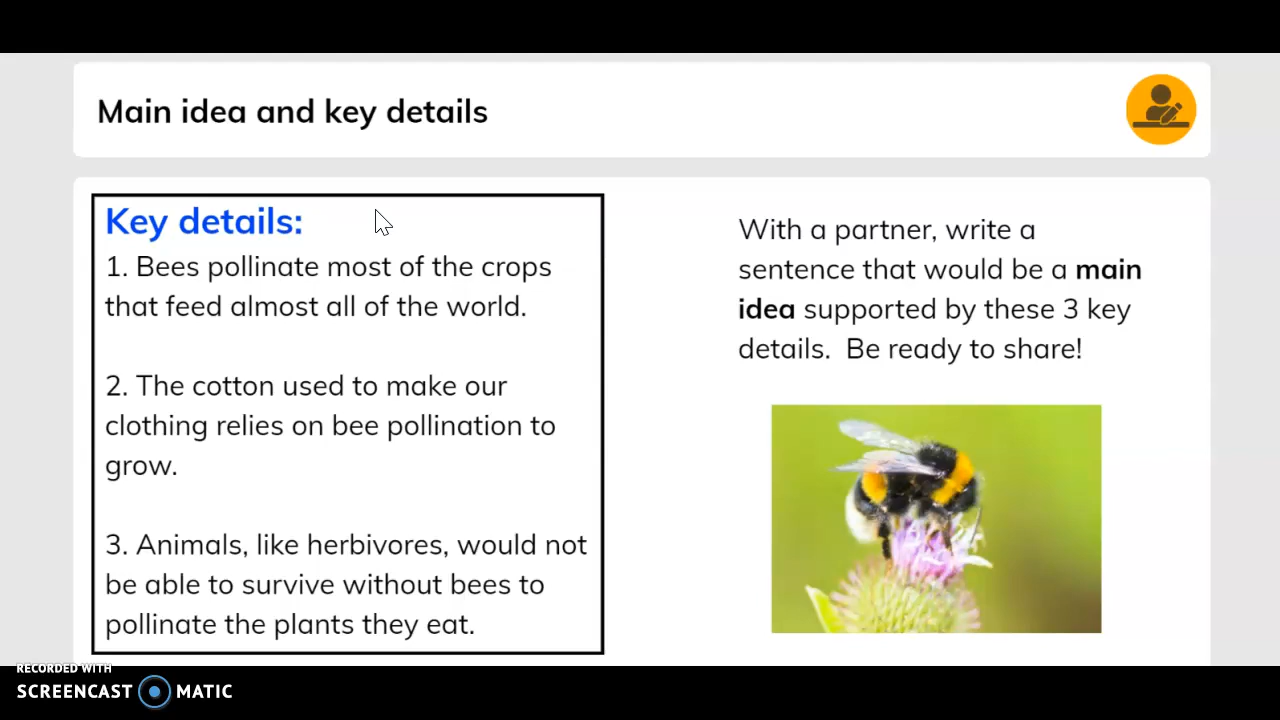 Main idea and key details
Key details:
1. Bees pollinate most of the crops
that feed almost all of the world.
2. The cotton used to make our
clothing relies on bee pollination to
grow.
3. Animals, like herbivores, would not
be able to survive without bees to
pollinate the plants they eat.
With a partner, write a
sentence that would be a main
idea supported by these 3 key
details.  Be ready to share!
RECORDED WITH
SCREENCAST MATIC